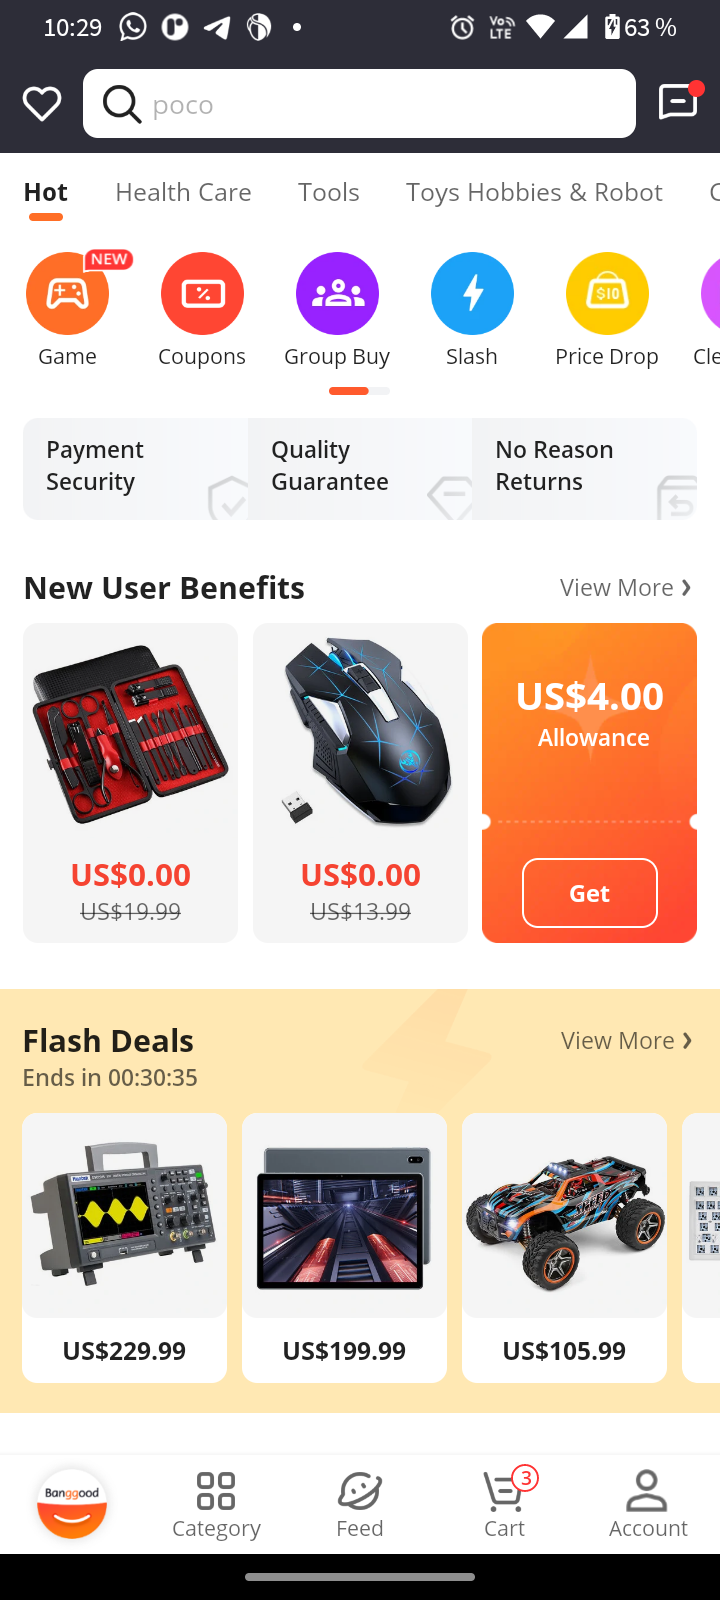 10:29
Vo LTE
63 %
poco
Hot Health Care Tools Toys Hobbies & Robot
NEW
$10
Game Coupons Group Buy Slash Price Drop Cle
Payment Security
Quality Guarantee
No Reason Returns
New User Benefits
View More
US$0.00
US$19.99
US$0.00
US$13.99
US$4.00
Allowance
Get
Flash Deals
View More
Ends in 00:30:35
US$229.99
US$199.99
SPEED
US$105.99
Banggood
Category
Feed
3
Cart
Account